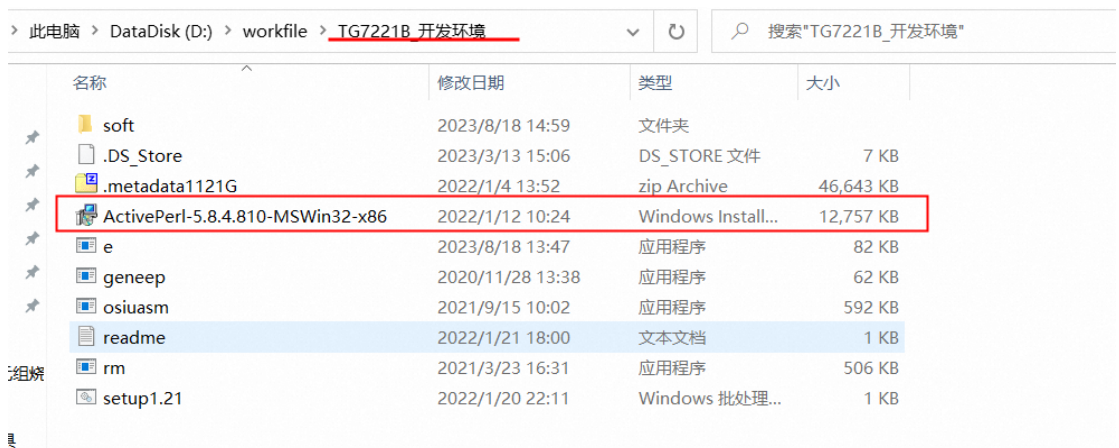 此电脑 > DataDisk (D:) > workfile > TG7221B_开发环境 搜索"TG7221B_开发环境"
名称 修改日期 类型 大小
soft 2023/8/18 14:59 文件夹
.DS_Store 2023/3/13 15:06 DS_STORE 文件 7 KB
.metadata1121G 2022/1/4 13:52 zip Archive 46,643 KB
ActivePerl-5.8.4.810-MSWin32-x86 2022/1/12 10:24 Windows Install... 12,757 KB
e 2023/8/18 13:47 应用程序 82 KB
geneep 2020/11/28 13:38 应用程序 62 KB
osiuasm 2021/9/15 10:02 应用程序 592 KB
readme 2022/1/21 18:00 文本文档 1 KB
rm 2021/3/23 16:31 应用程序 506 KB
组烧
setup1.21 2022/1/20 22:11 Windows 批处理... 1 KB